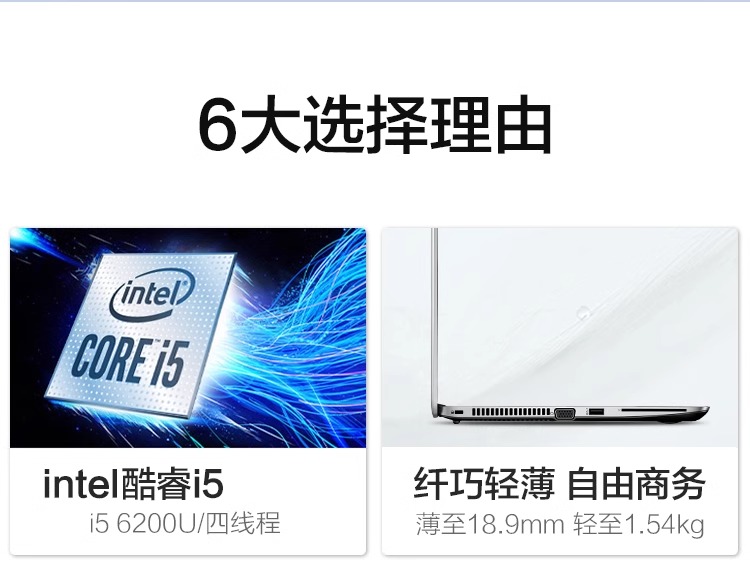 6大选择理由
intel
CORE i5
intel酷睿i5
i5 6200U/四线程
纤巧轻薄 自由商务
薄至18.9mm 轻至1.54kg